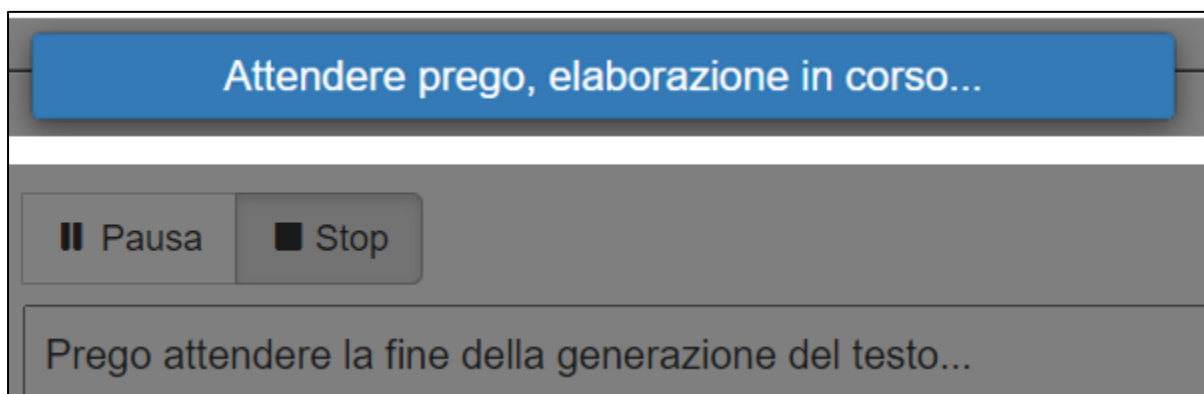 Attendere prego, elaborazione in corso...
Pausa Stop
Prego attendere la fine della generazione del testo...